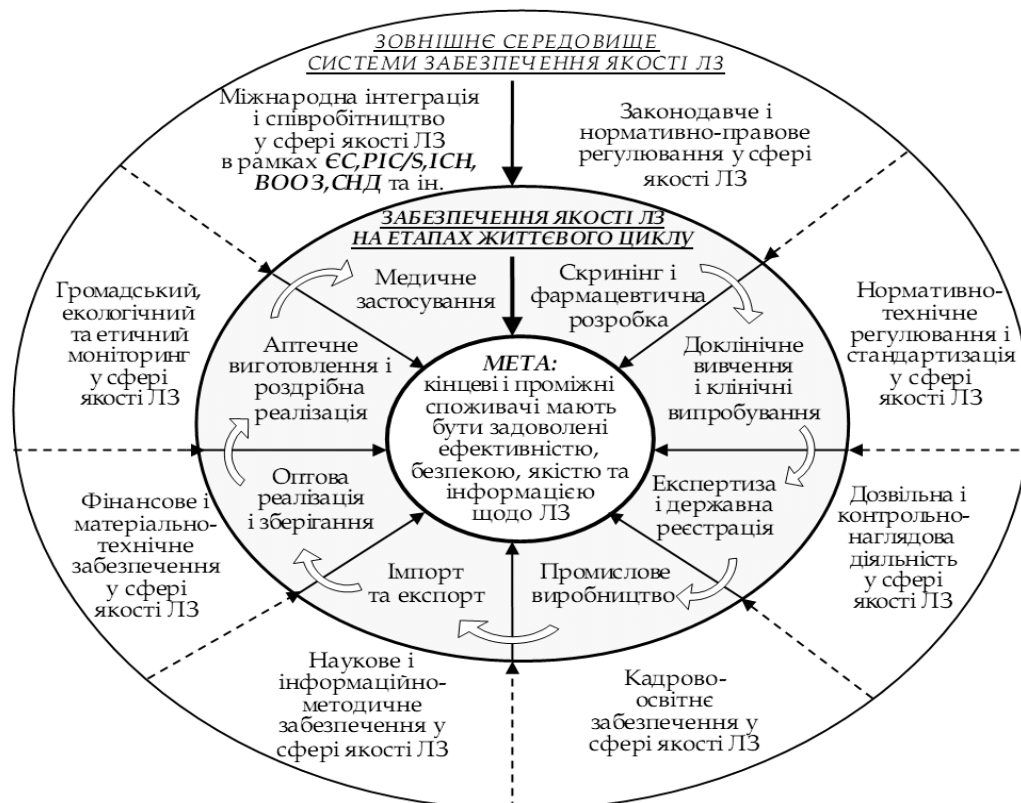 ЗОВНІШНЄ СЕРЕДОВИЩЕ
СИСТЕМИ ЗАБЕЗПЕЧЕННЯ ЯКОСТІ ЛЗ
Міжнародна інтеграція
і співробітництво
у сфері якості ЛЗ
в рамках ЄС,PIC/S,ICH,
ВООЗ,СНД та ін.
Законодавче і
нормативно-правове
регулювання у сфері
якості ЛЗ
Нормативно-
технічне
регулювання і
стандартизація
у сфері
якості ЛЗ
Дозвільна і
контрольно-
наглядова
діяльність
у сфері
якості ЛЗ
Кадрово-
освітнє
забезпечення у
сфері якості ЛЗ
Наукове і
інформаційно-
методичне
забезпечення у
сфері якості ЛЗ
Фінансове і
матеріально-
технічне
забезпечення
у сфері
якості ЛЗ
Громадський,
екологічний
та етичний
моніторинг
у сфері
якості ЛЗ
ЗАБЕЗПЕЧЕННЯ ЯКОСТІ ЛЗ
НА ЕТАПАХ ЖИТТЄВОГО ЦИКЛУ
Скринінг і
фармацевтична
розробка
Доклінічне
вивчення
і клінічні
випробування
Експертиза
і державна
реєстрація
Промислове
виробництво
Імпорт
та експорт
Оптова
реалізація
і зберігання
Аптечне
виготовлення і
роздрібна
реалізація
Медичне
застосування
МЕТА:
кінцеві і проміжні
споживачі мають
бути задоволені
ефективністю,
безпекою, якістю та
інформацією
щодо ЛЗ